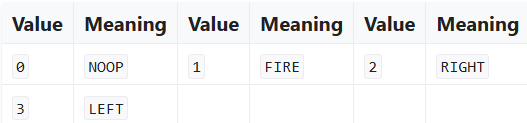 Value Meaning Value Meaning Value Meaning
0 NOOP 1 FIRE 2 RIGHT
3 LEFT